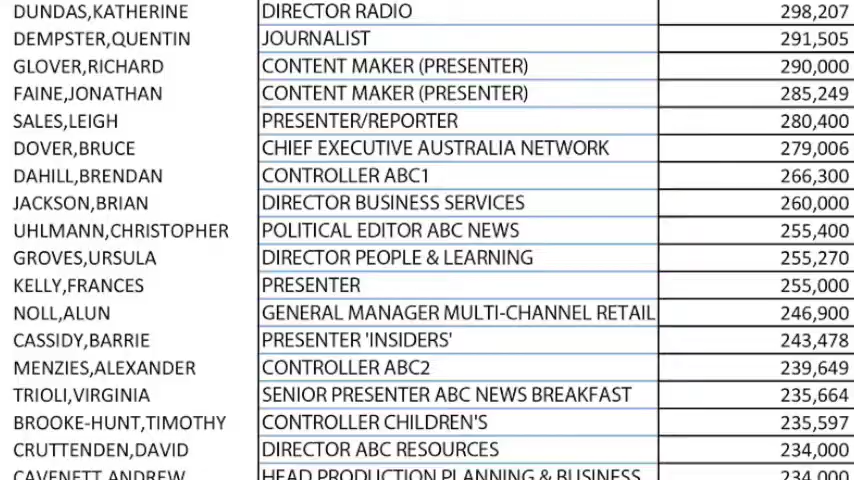 DUNDAS,KATHERINE DIRECTOR RADIO 298,207
DEMPSTER,QUENTIN JOURNALIST 291,505
GLOVER,RICHARD CONTENT MAKER (PRESENTER) 290,000
FAINE,JONATHAN CONTENT MAKER (PRESENTER) 285,249
SALES,LEIGH PRESENTER/REPORTER 280,400
DOVER,BRUCE CHIEF EXECUTIVE AUSTRALIA NETWORK 279,006
DAHILL,BRENDAN CONTROLLER ABC1 266,300
JACKSON,BRIAN DIRECTOR BUSINESS SERVICES 260,000
UHLMANN,CHRISTOPHER POLITICAL EDITOR ABC NEWS 255,400
GROVES,URSULA DIRECTOR PEOPLE & LEARNING 255,270
KELLY,FRANCES PRESENTER 255,000
NOLL,ALUN GENERAL MANAGER MULTI-CHANNEL RETAIL 246,900
CASSIDY,BARRIE PRESENTER 'INSIDERS' 243,478
MENZIES,ALEXANDER CONTROLLER ABC2 239,649
TRIOLI,VIRGINIA SENIOR PRESENTER ABC NEWS BREAKFAST 235,664
BROOKE-HUNT,TIMOTHY CONTROLLER CHILDREN'S 235,597
CRUTTENDEN,DAVID DIRECTOR ABC RESOURCES 234,000
CAVENETT,ANDREW HEAD PRODUCTION PLANNING & BUSINESS 234,000